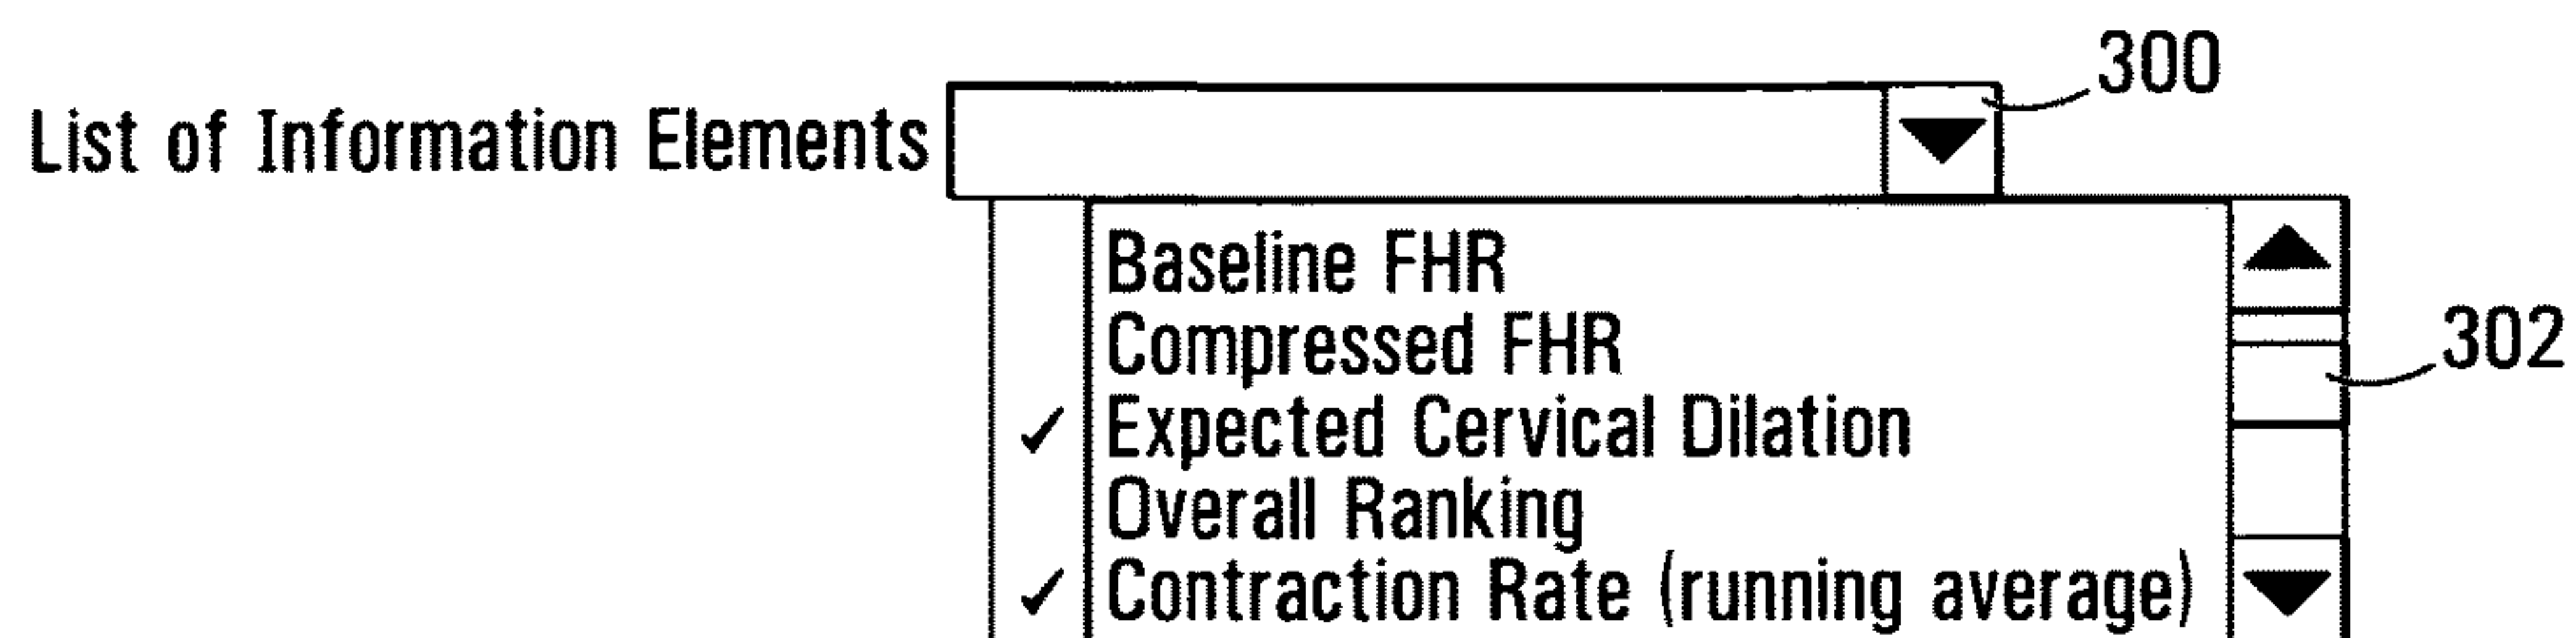 300
List of Information Elements
Baseline FHR
Compressed FHR
302
✓ Expected Cervical Dilation
Overall Ranking
✓ Contraction Rate (running average)